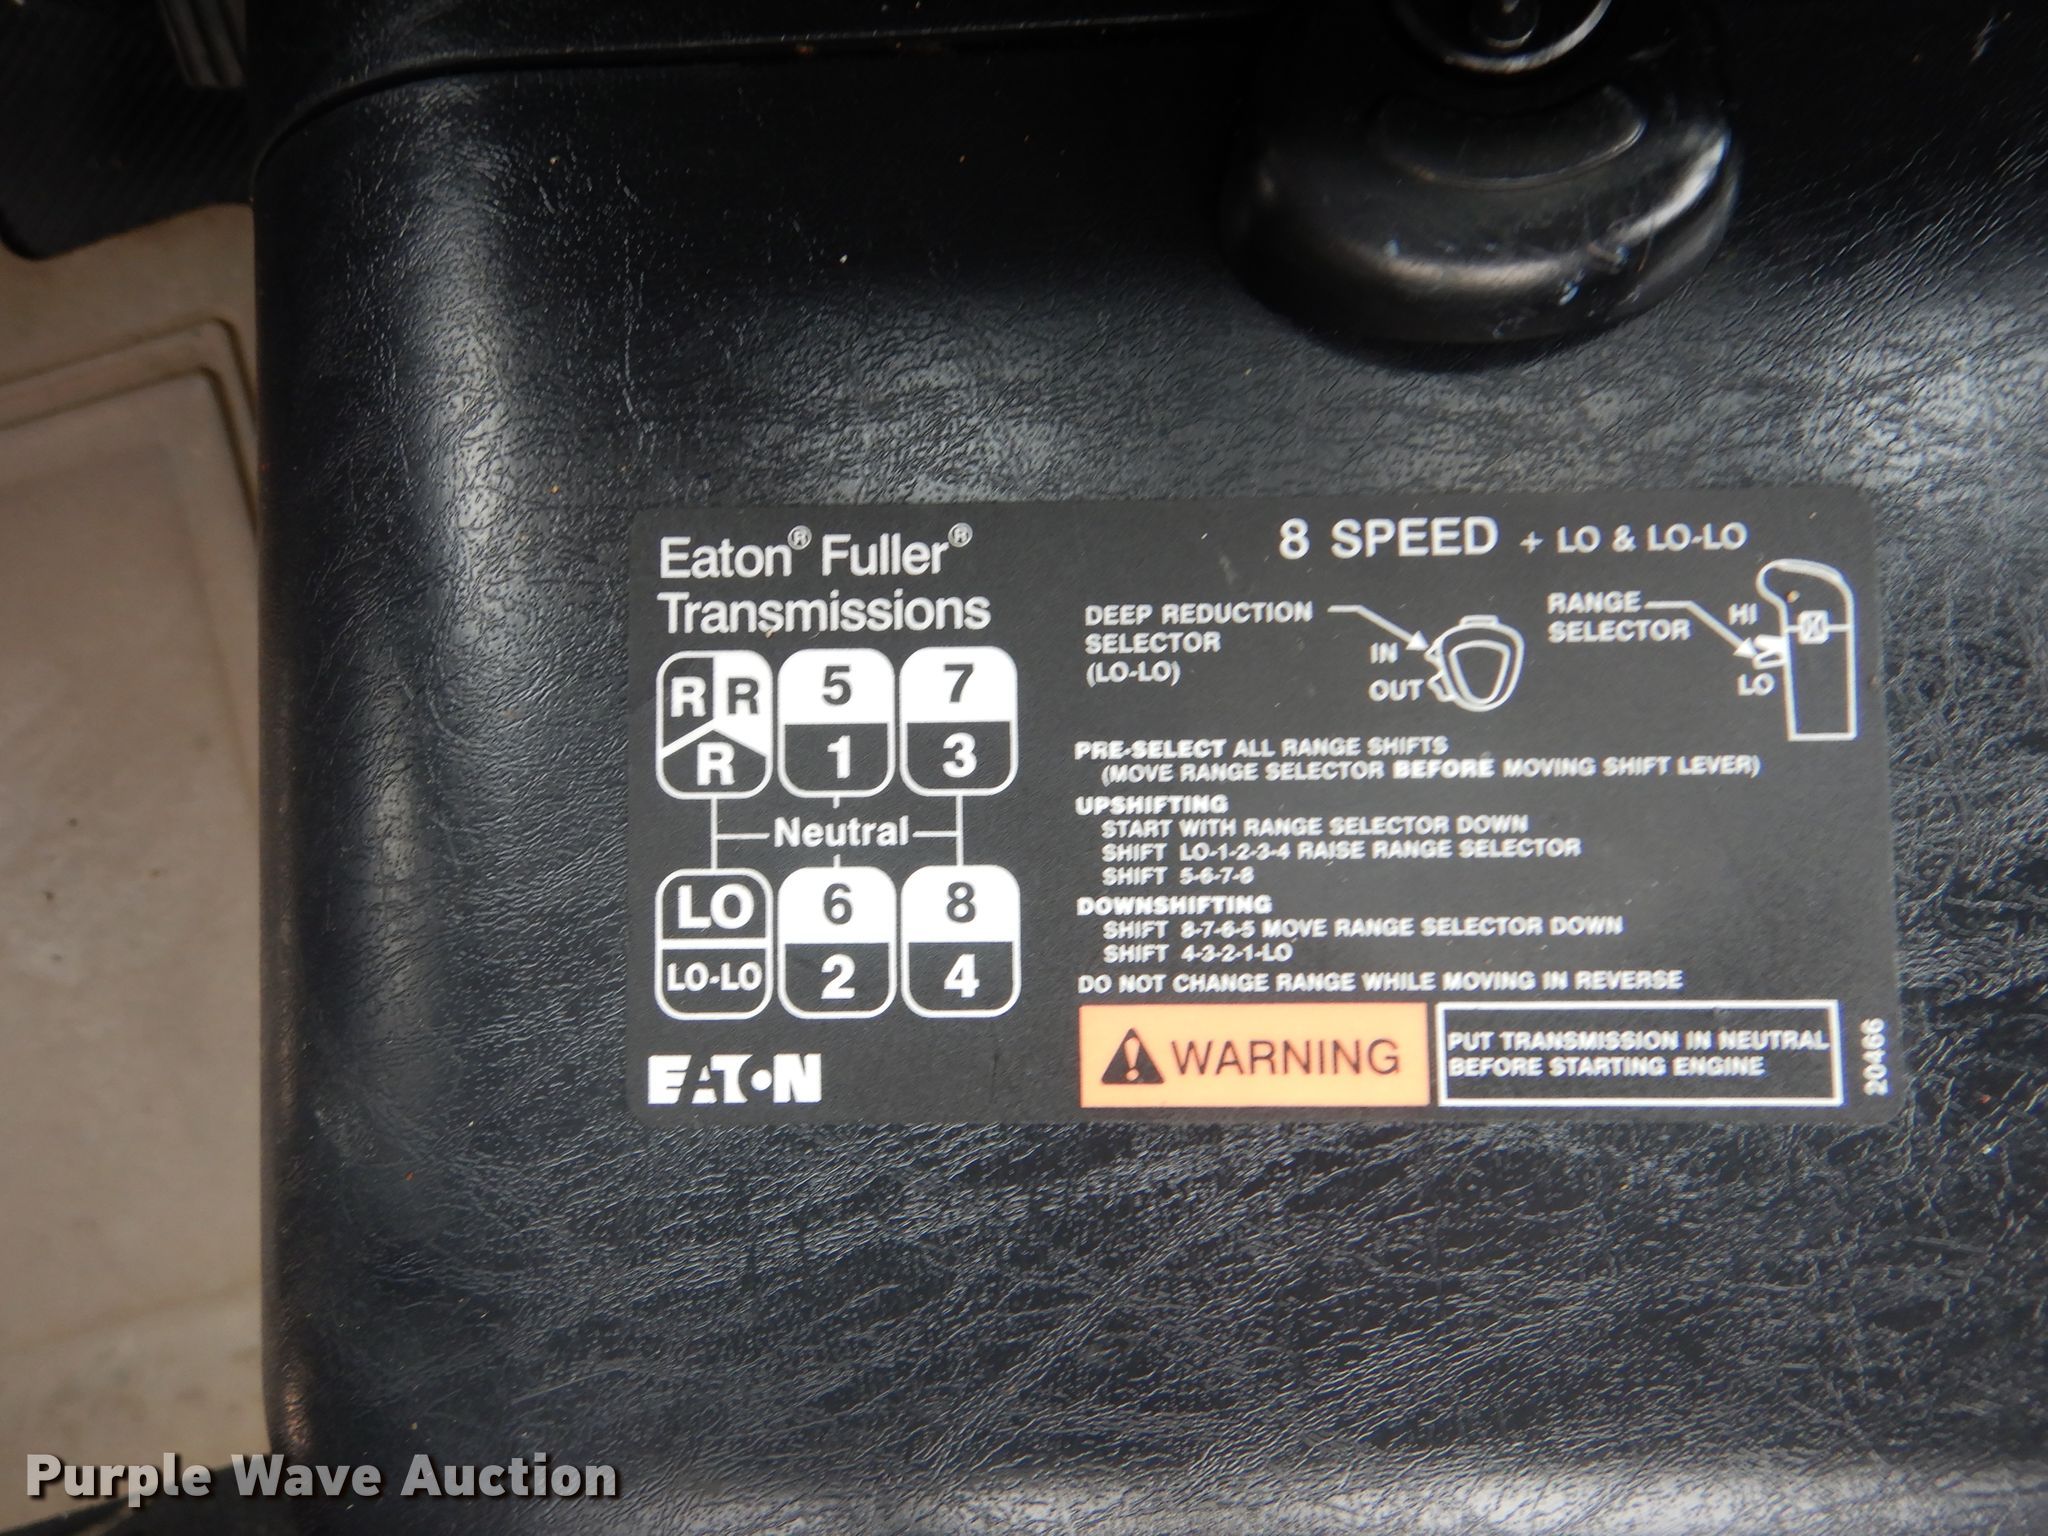 Eaton® Fuller®
Transmissions
R R 5 7
R 1 3
Neutral
LO 6 8
LO-LO 2 4
EATON
8 SPEED + LO & LO-LO
DEEP REDUCTION
SELECTOR
(LO-LO)
IN
OUT
RANGE
SELECTOR
HI
LO
PRE-SELECT ALL RANGE SHIFTS
(MOVE RANGE SELECTOR BEFORE MOVING SHIFT LEVER)
UPSHIFTING
START WITH RANGE SELECTOR DOWN
SHIFT LO-1-2-3-4 RAISE RANGE SELECTOR
SHIFT 5-6-7-8
DOWNSHIFTING
SHIFT 8-7-6-5 MOVE RANGE SELECTOR DOWN
SHIFT 4-3-2-1-LO
DO NOT CHANGE RANGE WHILE MOVING IN REVERSE
WARNING
PUT TRANSMISSION IN NEUTRAL
BEFORE STARTING ENGINE
20466
Purple Wave Auction